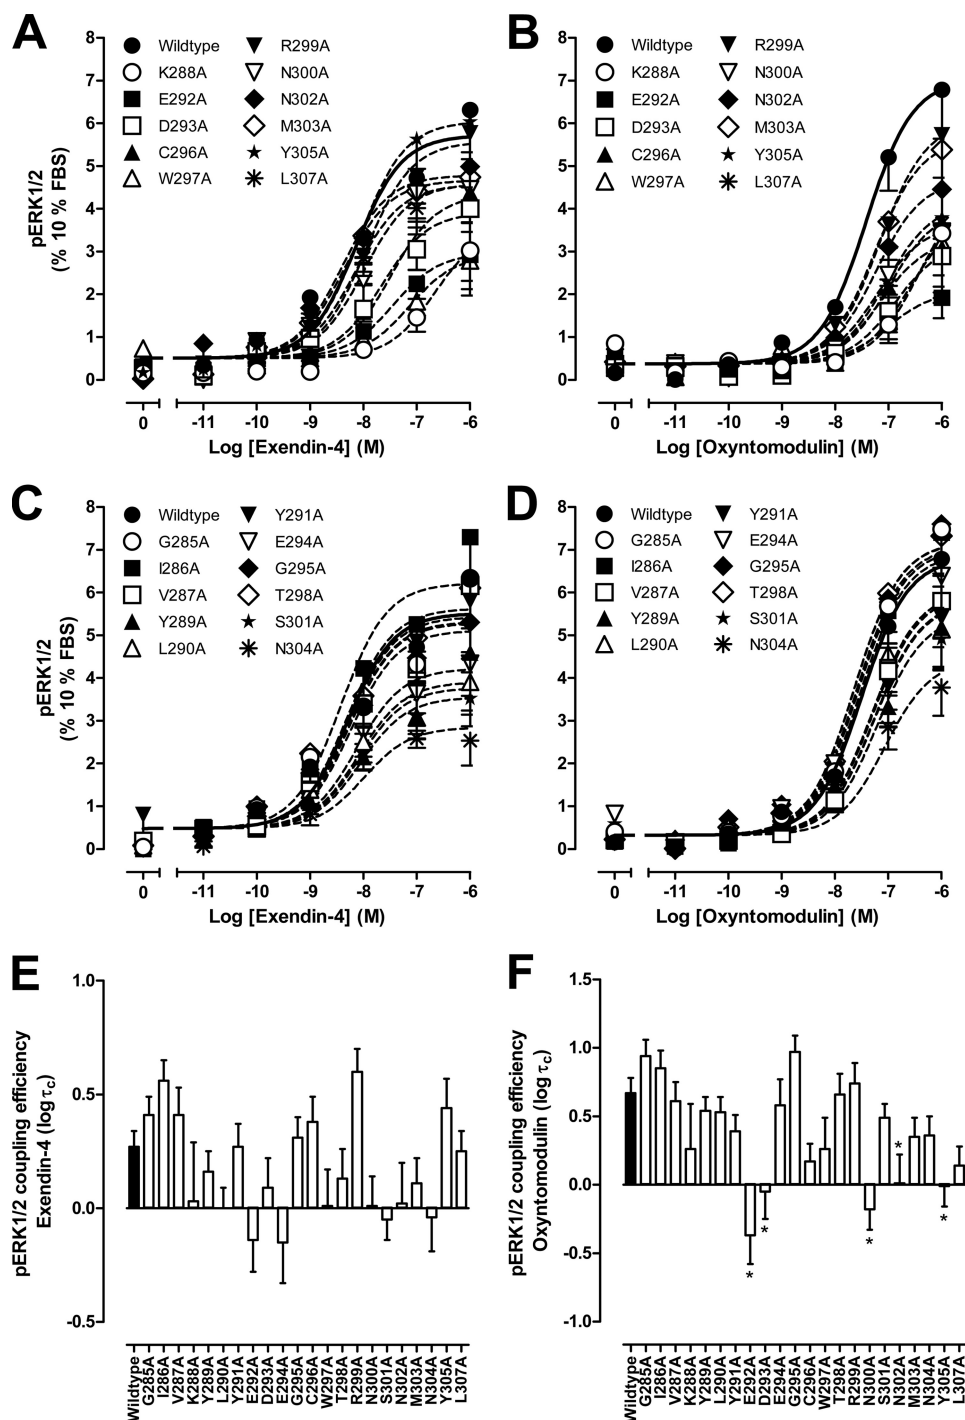 A
pERK1/2
(% 10 % FBS)
8
7
6
5
4
3
2
1
0
Wildtype
K288A
E292A
D293A
C296A
W297A
R299A
N300A
N302A
M303A
Y305A
L307A
0 -11 -10 -9 -8 -7 -6
Log [Exendin-4] (M)
B
8
7
6
5
4
3
2
1
0
Wildtype
K288A
E292A
D293A
C296A
W297A
R299A
N300A
N302A
M303A
Y305A
L307A
0 -11 -10 -9 -8 -7 -6
Log [Oxyntomodulin] (M)
C
pERK1/2
(% 10 % FBS)
8
7
6
5
4
3
2
1
0
Wildtype
G285A
I286A
V287A
Y289A
L290A
Y291A
E294A
G295A
T298A
S301A
N304A
0 -11 -10 -9 -8 -7 -6
Log [Exendin-4] (M)
D
8
7
6
5
4
3
2
1
0
Wildtype
G285A
I286A
V287A
Y289A
L290A
Y291A
E294A
G295A
T298A
S301A
N304A
0 -11 -10 -9 -8 -7 -6
Log [Oxyntomodulin] (M)
E
pERK1/2 coupling efficiency
Exendin-4 (log τc)
1.0
0.5
0.0
-0.5
Wildtype
G285A
I286A
V287A
K288A
Y289A
L290A
Y291A
E292A
D293A
E294A
G295A
C296A
W297A
T298A
R299A
N300A
S301A
N302A
M303A
N304A
Y305A
L307A
F
pERK1/2 coupling efficiency
Oxyntomodulin (log τc)
1.5
1.0
0.5
0.0
-0.5
-1.0
* * * * *
Wildtype
G285A
I286A
V287A
K288A
Y289A
L290A
Y291A
E292A
D293A
E294A
G295A
C296A
W297A
T298A
R299A
N300A
S301A
N302A
M303A
N304A
Y305A
L307A